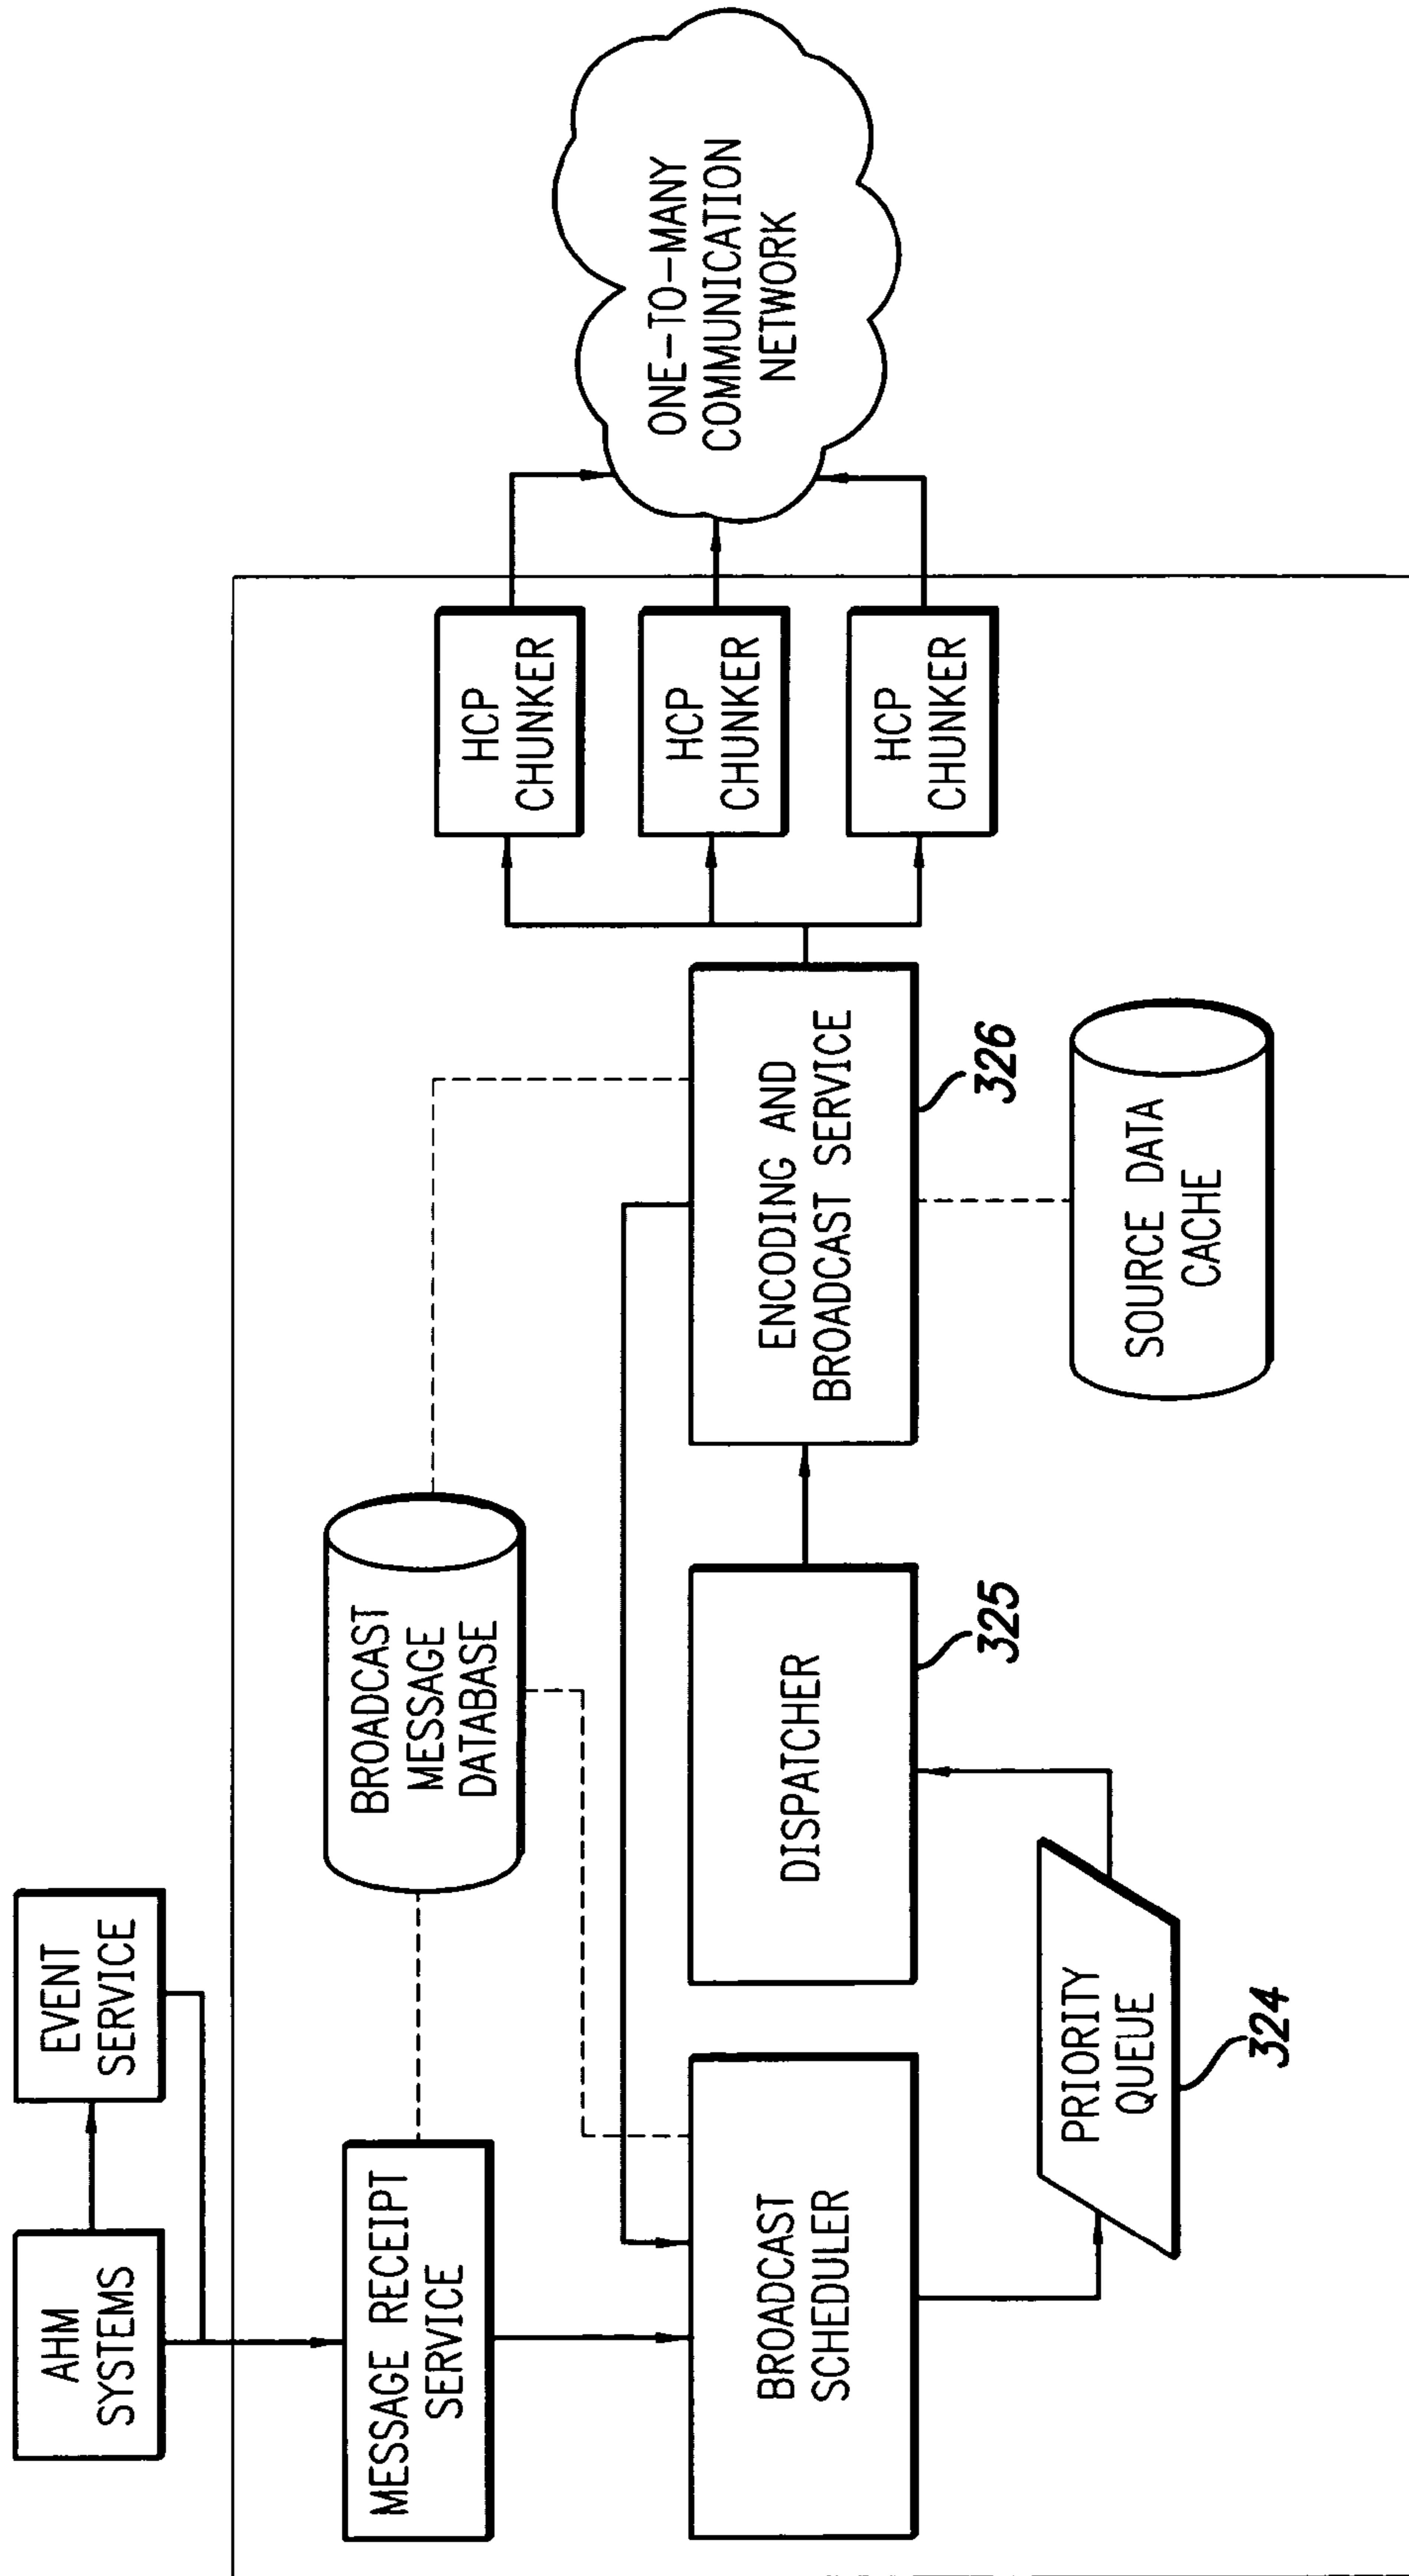 AHM
SYSTEMS
EVENT
SERVICE
MESSAGE RECEIPT
SERVICE
BROADCAST
MESSAGE
DATABASE
BROADCAST
SCHEDULER
DISPATCHER
325
ENCODING AND
BROADCAST SERVICE
326
PRIORITY
QUEUE
324
SOURCE DATA
CACHE
HCP
CHUNKER
HCP
CHUNKER
HCP
CHUNKER
ONE-TO-MANY
COMMUNICATION
NETWORK